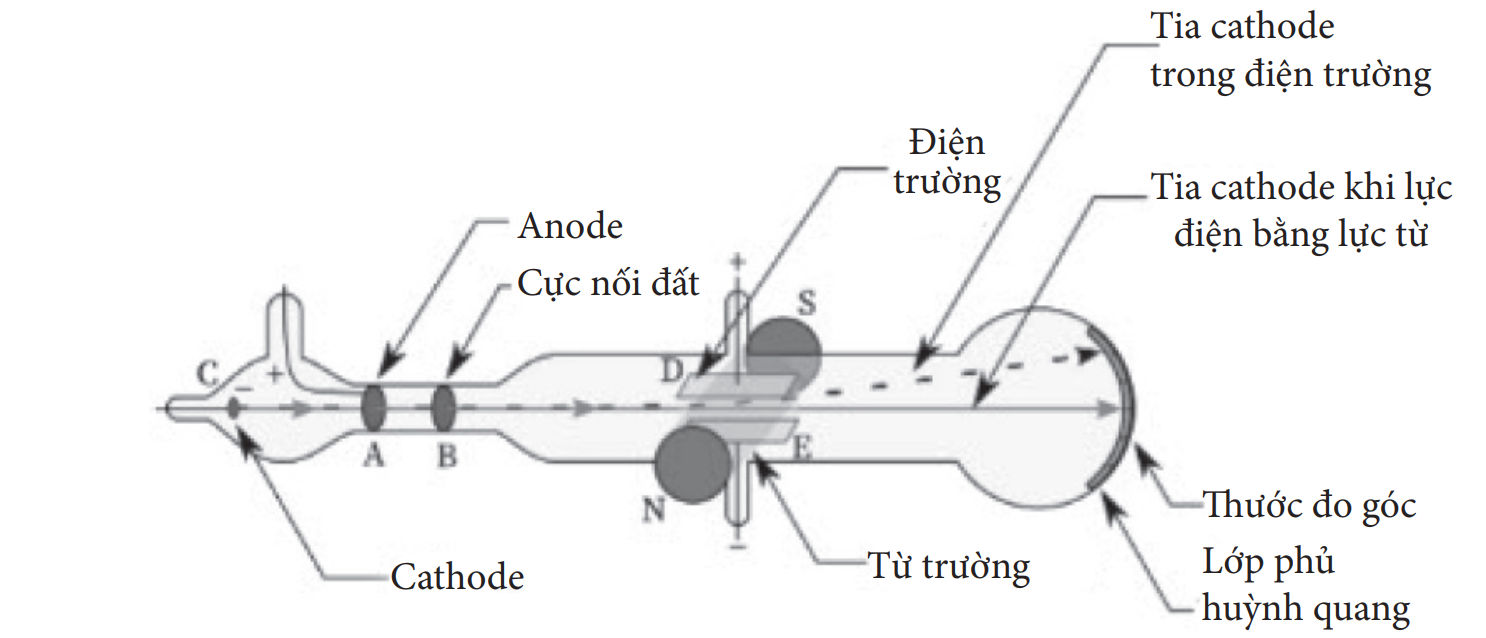 Tia cathode
trong điện trường
Điện
trường
Tia cathode khi lực
điện bằng lực từ
Anode
Cực nối đất
+
S
C
−
+
D
A
B
E
N
−
Thước đo góc
Từ trường
Lớp phủ
huỳnh quang
Cathode